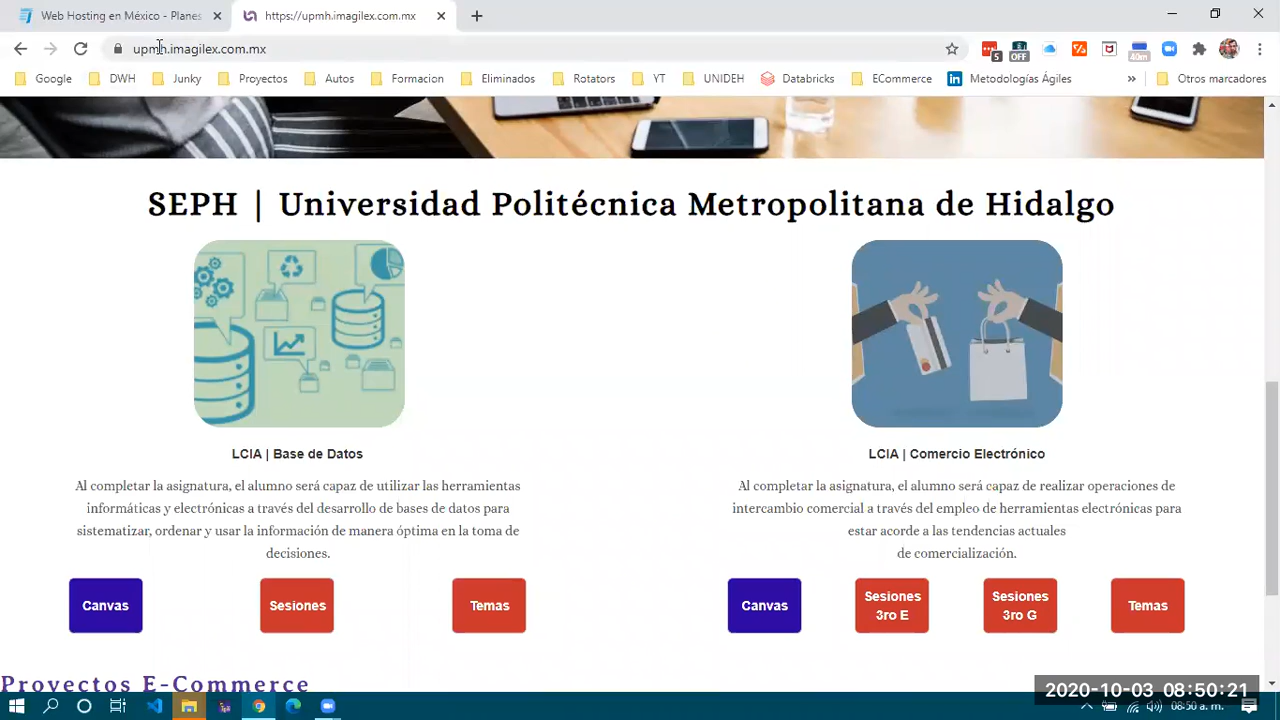 Web Hosting en México - Planes
https://upmh.imagilex.com.mx
upmh.imagilex.com.mx
5
OFF
40m
Google
DWH
Junky
Proyectos
Autos
Formacion
Eliminados
Rotators
YT
UNIDEH
Databricks
ECommerce
in
Metodologías Ágiles
»
Otros marcadores
SEPH | Universidad Politécnica Metropolitana de Hidalgo
LCIA | Base de Datos
Al completar la asignatura, el alumno será capaz de utilizar las herramientas
informáticas y electrónicas a través del desarrollo de bases de datos para
sistematizar, ordenar y usar la información de manera óptima en la toma de
decisiones.
Canvas
Sesiones
Temas
LCIA | Comercio Electrónico
Al completar la asignatura, el alumno será capaz de realizar operaciones de
intercambio comercial a través del empleo de herramientas electrónicas para
estar acorde a las tendencias actuales
de comercialización.
Canvas
Sesiones
3ro E
Sesiones
3ro G
Temas
Proyectos E-Commerce
2020-10-03 08:50:21
08:50 a. m.